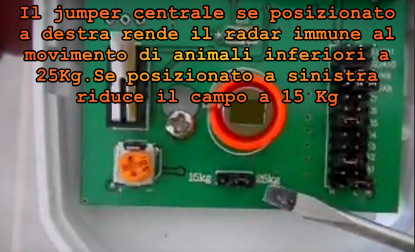 Il jumper centrale se posizionato
a destra rende il radar immune al
movimento di animali inferiori a
25Kg.Se posizionato a sinistra
riduce il campo a 15 Kg
15kg 25kg